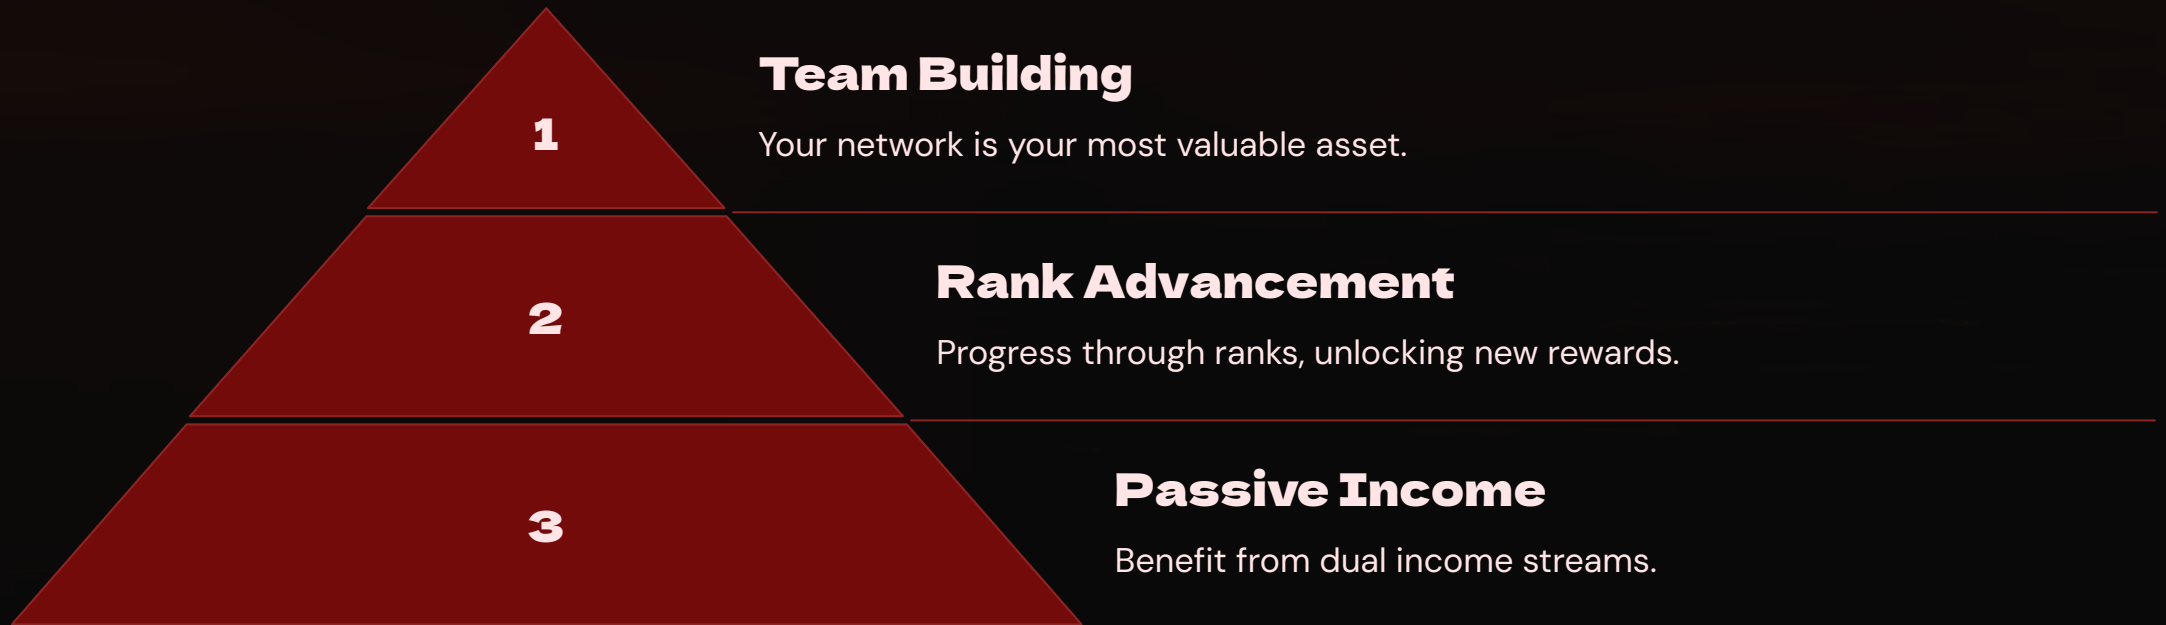 1
Team Building
Your network is your most valuable asset.
2
Rank Advancement
Progress through ranks, unlocking new rewards.
3
Passive Income
Benefit from dual income streams.